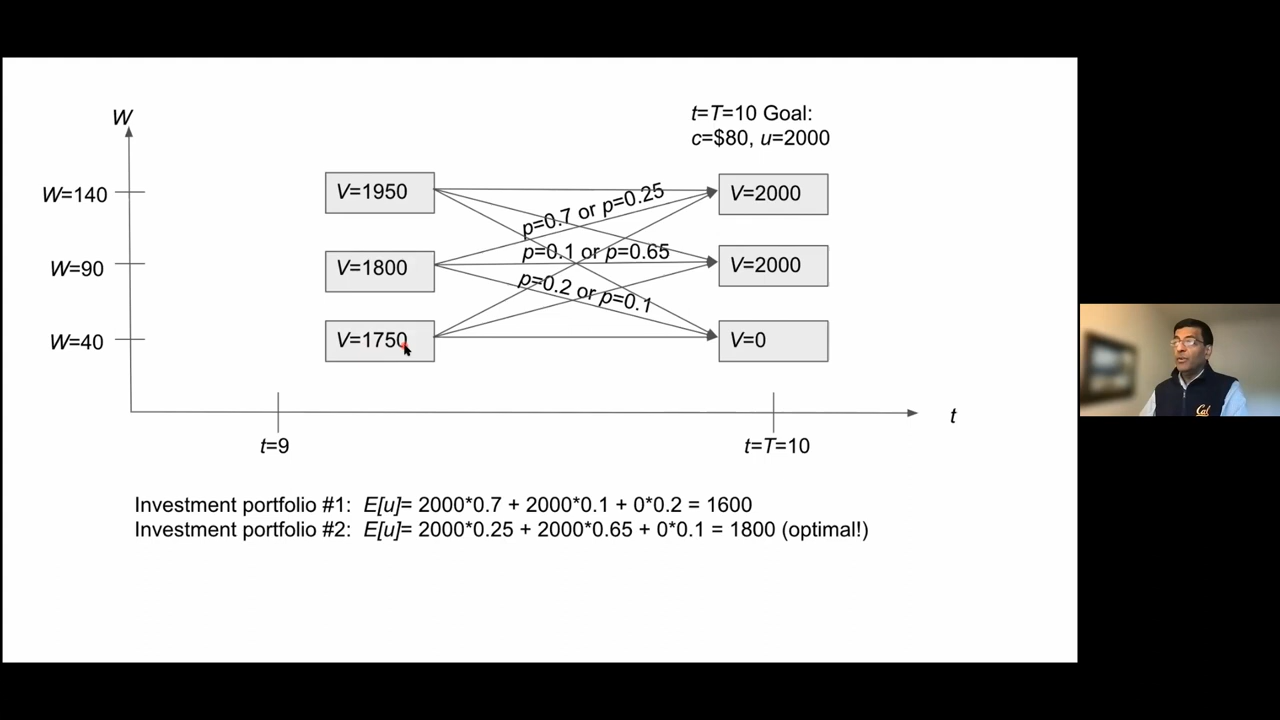 W
t=T=10 Goal:
c=$80, u=2000
W=140
V=1950
p=0.7 or p=0.25
V=2000
W=90
V=1800
p=0.1 or p=0.65
V=2000
W=40
V=1750
p=0.2 or p=0.1
V=0
t
t=9
t=T=10
Investment portfolio #1: E[u]= 2000*0.7 + 2000*0.1 + 0*0.2 = 1600
Investment portfolio #2: E[u]= 2000*0.25 + 2000*0.65 + 0*0.1 = 1800 (optimal!)
Cal